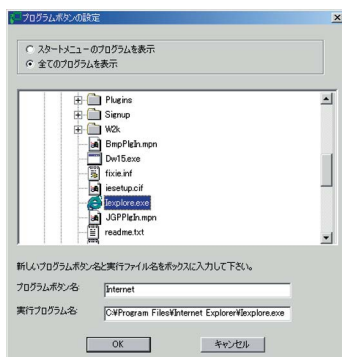 プログラムボタンの設定
スタートメニューのプログラムを表示
全てのプログラムを表示
Plugins
Signup
W2k
BmpPlgIn.mpn
Dw15.exe
fixie.inf
iesetup.cif
Iexplore.exe
JGPPlgIn.mpn
readme.txt
新しいプログラムボタン名と実行ファイル名をボックスに入力して下さい。
プログラムボタン名
Internet
実行プログラム名
C:¥Program Files¥Internet Explorer¥Iexplore.exe
OK
キャンセル